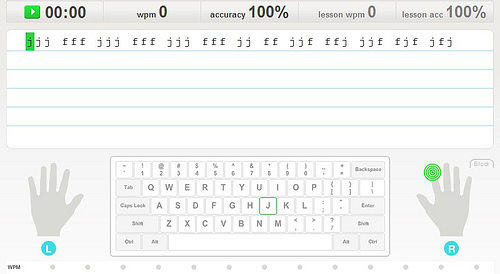 00:00 wpm 0 accuracy 100% lesson wpm 0 lesson acc 100%
jjj fff jjj fff jjj fff jj ff jjf ffj jjf fjf jfj
Block
~ ! @ # $ % ^ & * ( ) _ +
` 1 2 3 4 5 6 7 8 9 0 - = Backspace
Tab Q W E R T Y U I O P { } |
[ ] \
Caps Lock A S D F G H J K L : " Enter
; '
Shift Z X C V B N M < > ? Shift
, . /
Ctrl Alt Alt Ctrl
L R
WPM